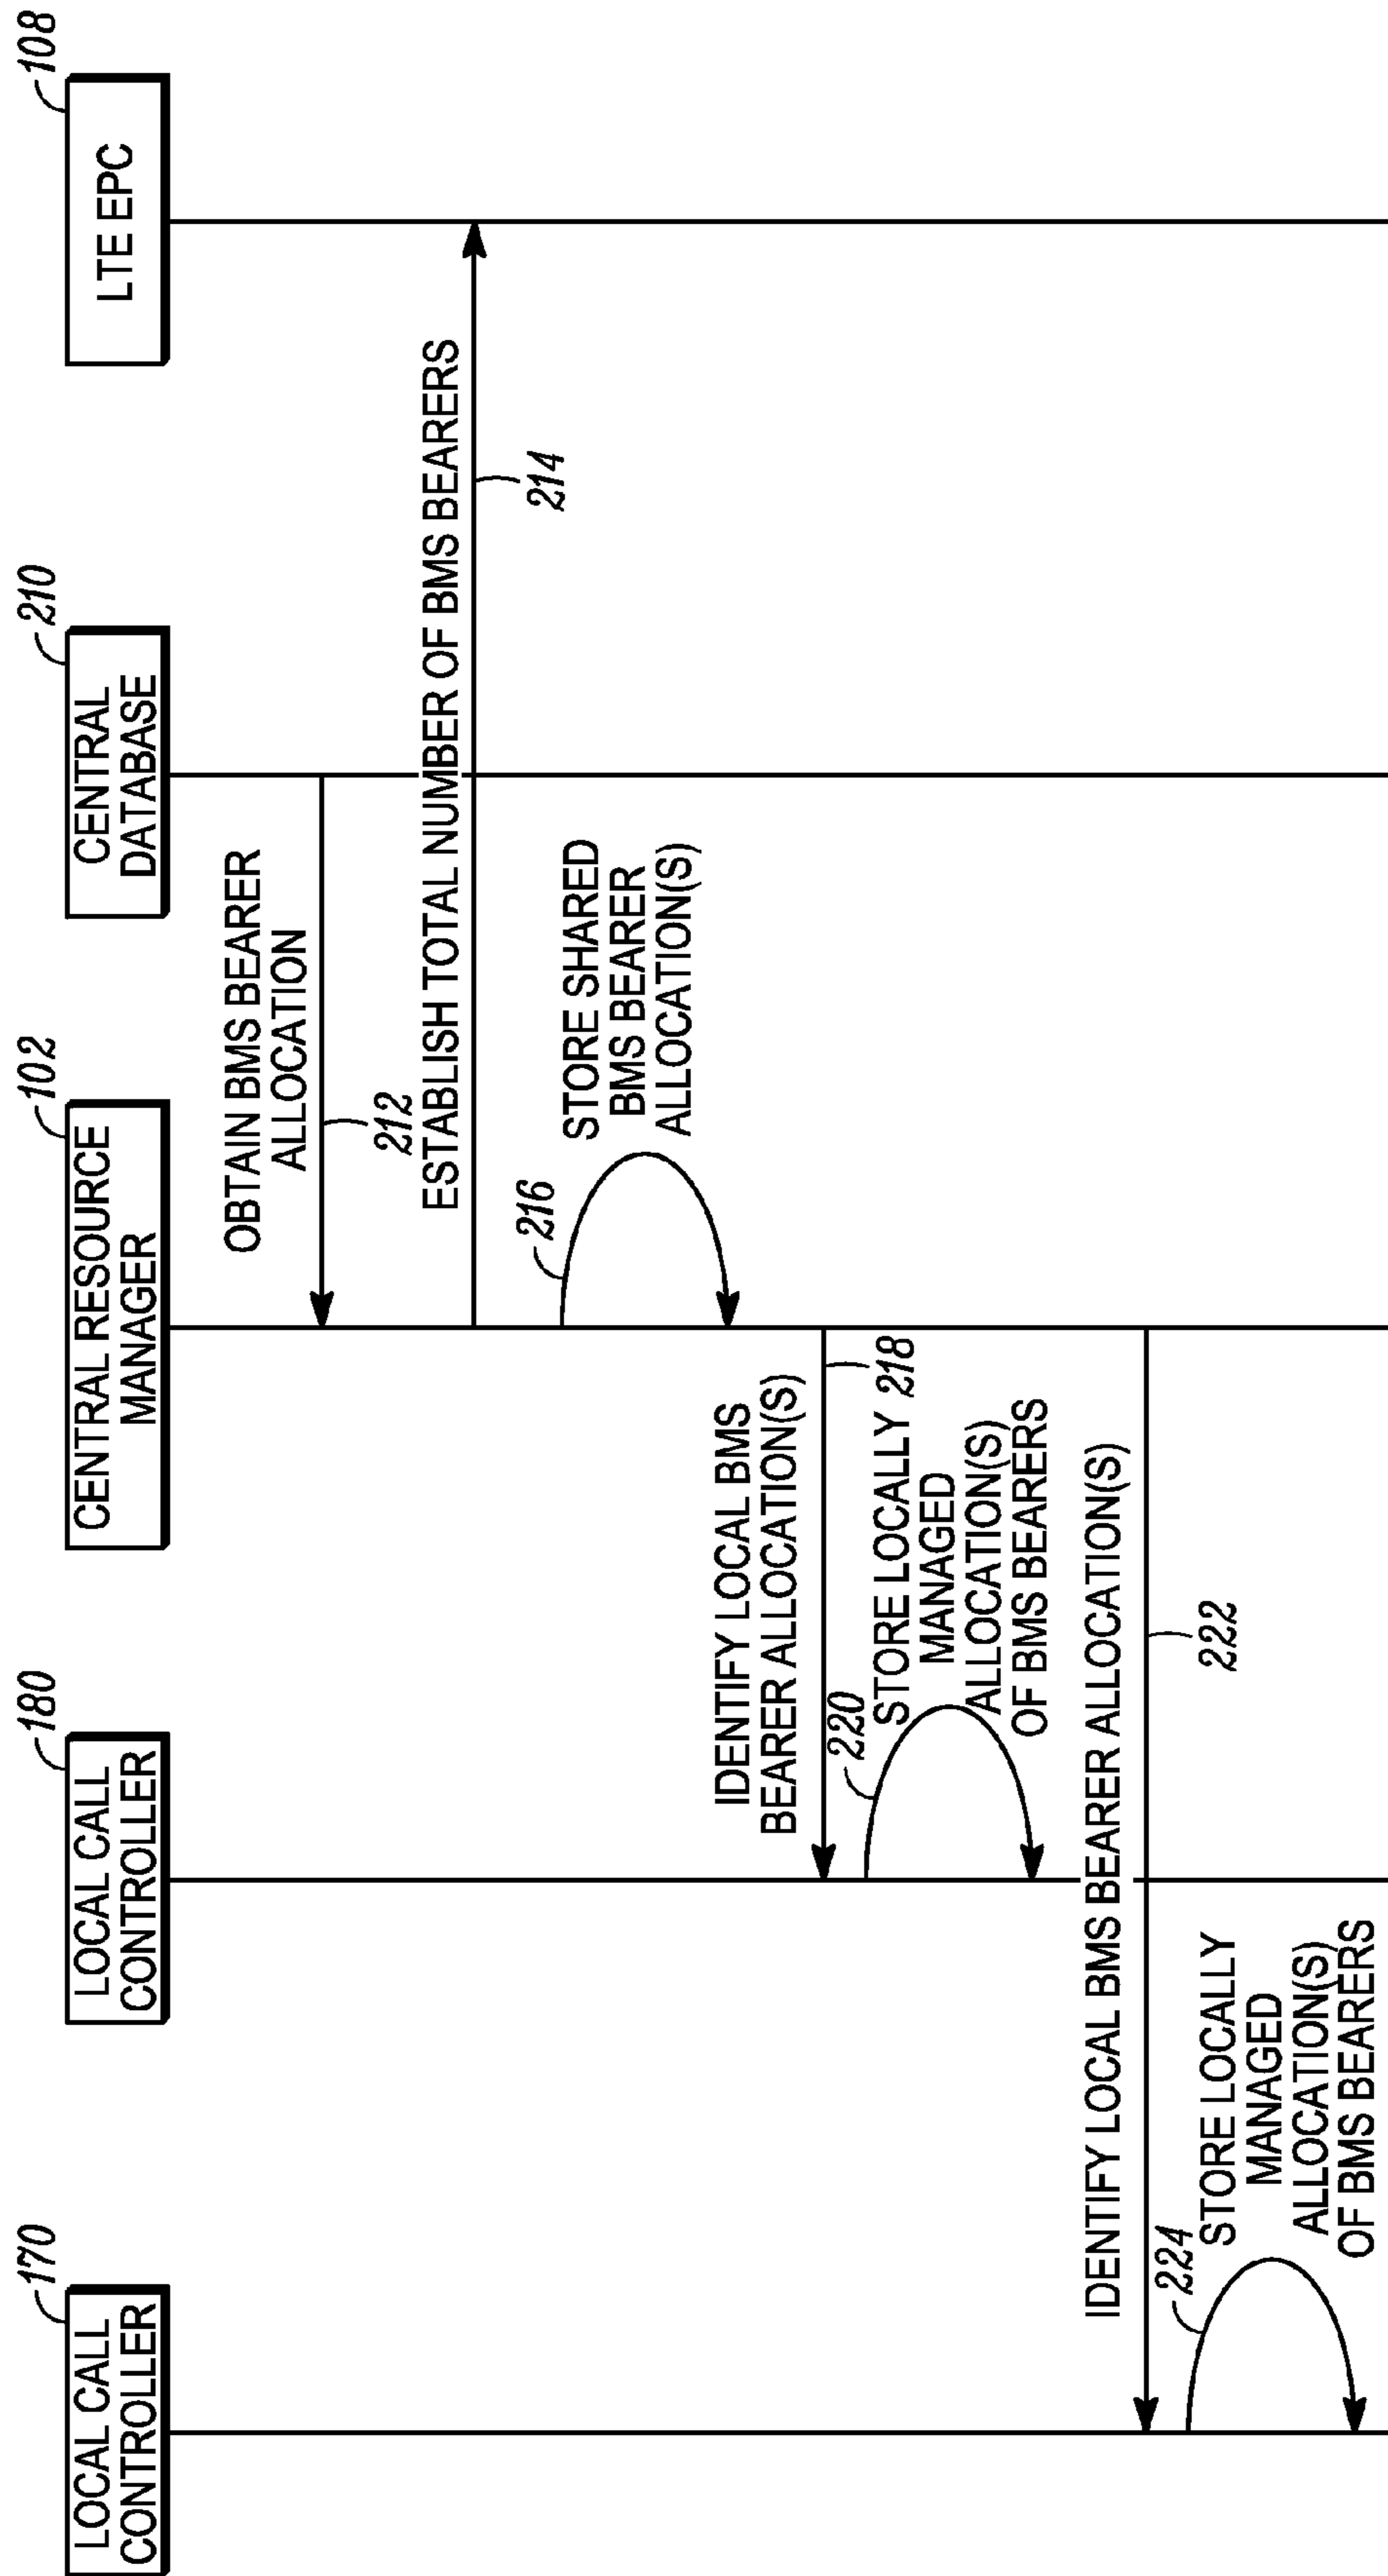 170
LOCAL CALL
CONTROLLER
180
LOCAL CALL
CONTROLLER
102
CENTRAL RESOURCE
MANAGER
210
CENTRAL
DATABASE
108
LTE EPC
OBTAIN BMS BEARER
ALLOCATION
212
ESTABLISH TOTAL NUMBER OF BMS BEARERS
214
216
STORE SHARED
BMS BEARER
ALLOCATION(S)
IDENTIFY LOCAL BMS
BEARER ALLOCATION(S)
218
220
STORE LOCALLY
MANAGED
ALLOCATION(S)
OF BMS BEARERS
IDENTIFY LOCAL BMS BEARER ALLOCATION(S)
222
224
STORE LOCALLY
MANAGED
ALLOCATION(S)
OF BMS BEARERS